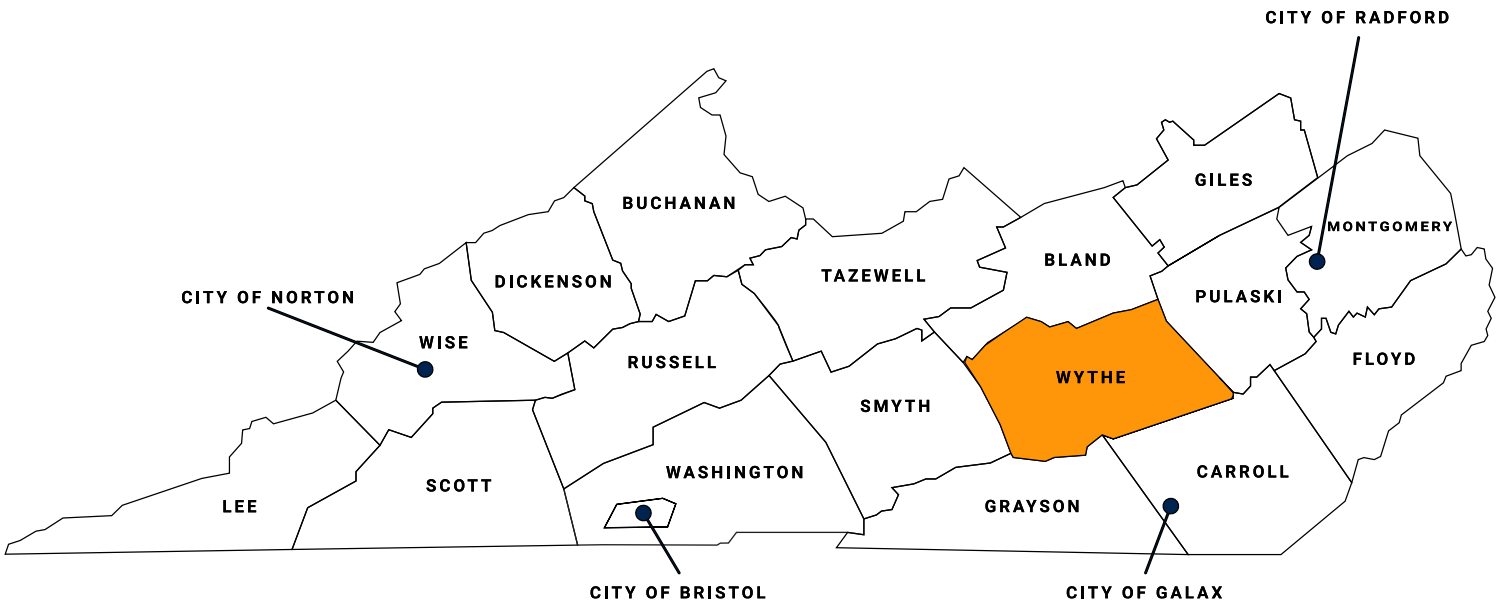 CITY OF RADFORD
GILES
BUCHANAN
MONTGOMERY
BLAND
TAZEWELL
DICKENSON
PULASKI
CITY OF NORTON
WISE
FLOYD
RUSSELL
WYTHE
SMYTH
WASHINGTON
CARROLL
SCOTT
LEE
GRAYSON
CITY OF BRISTOL
CITY OF GALAX